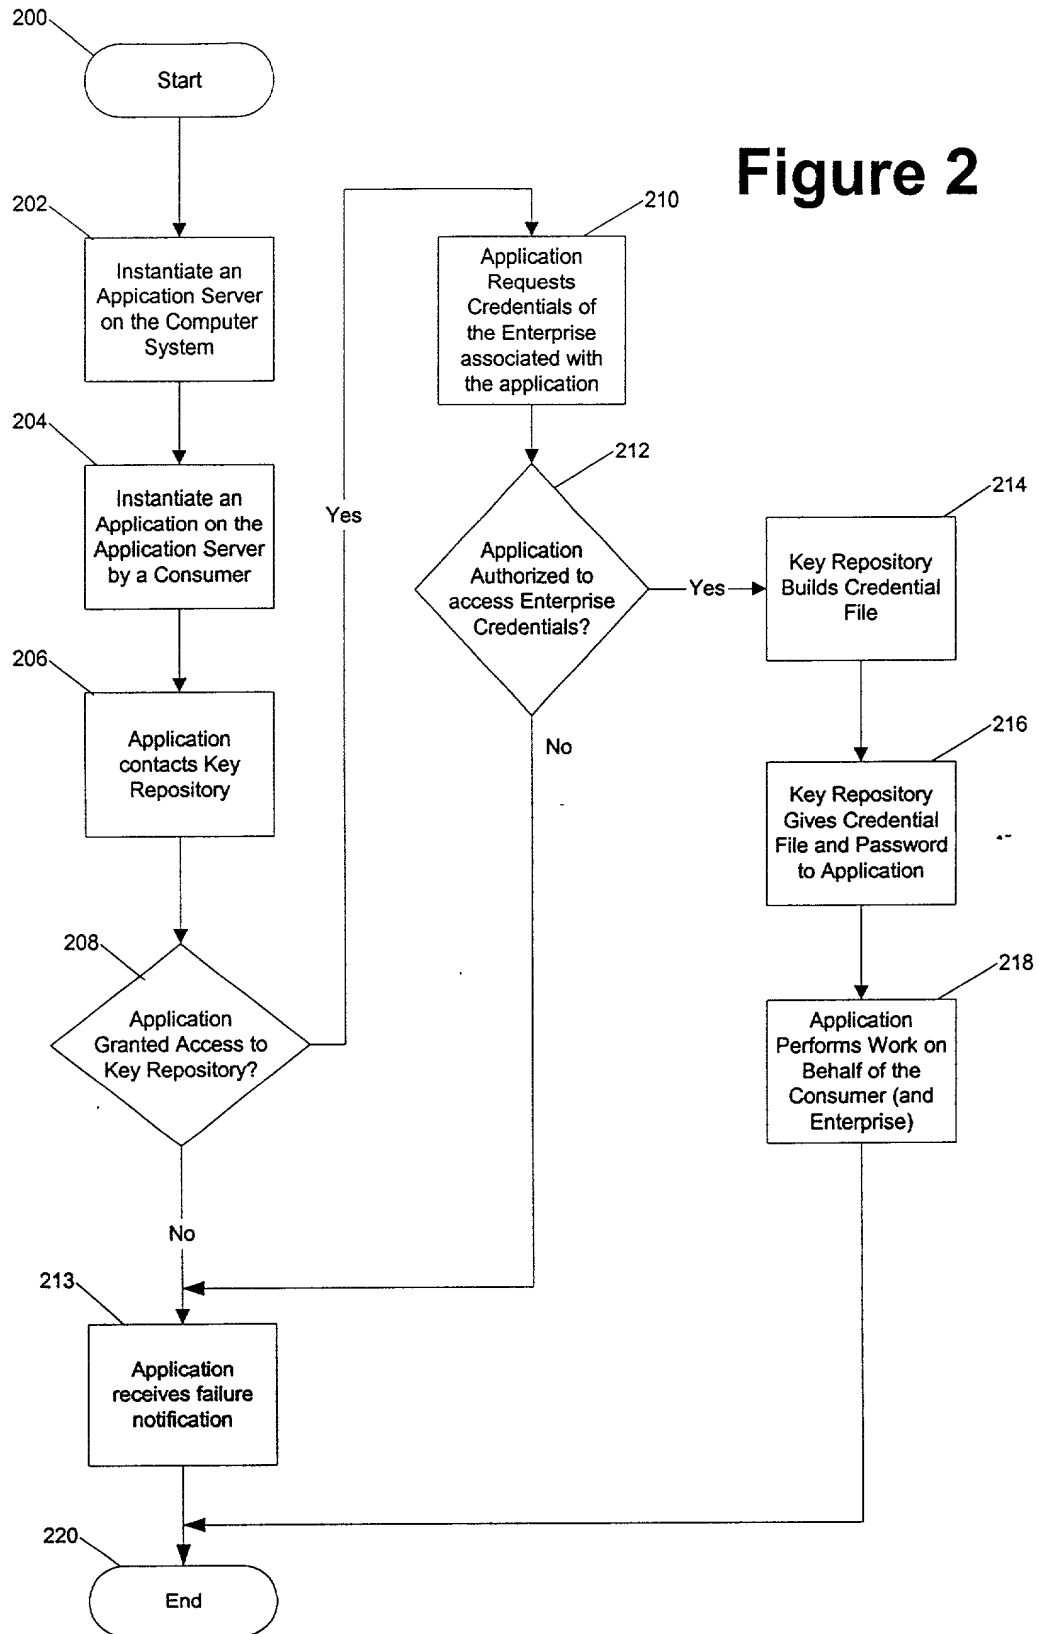 200
Start
Figure 2
202
Instantiate an
Appication Server
on the Computer
System
204
Instantiate an
Application on the
Application Server
by a Consumer
206
Application
contacts Key
Repository
208
Application
Granted Access to
Key Repository?
Yes
No
210
Application
Requests
Credentials of
the Enterprise
associated with
the application
212
Application
Authorized to
access Enterprise
Credentials?
Yes
No
213
Application
receives failure
notification
214
Key Repository
Builds Credential
File
216
Key Repository
Gives Credential
File and Password
to Application
218
Application
Performs Work on
Behalf of the
Consumer (and
Enterprise)
220
End